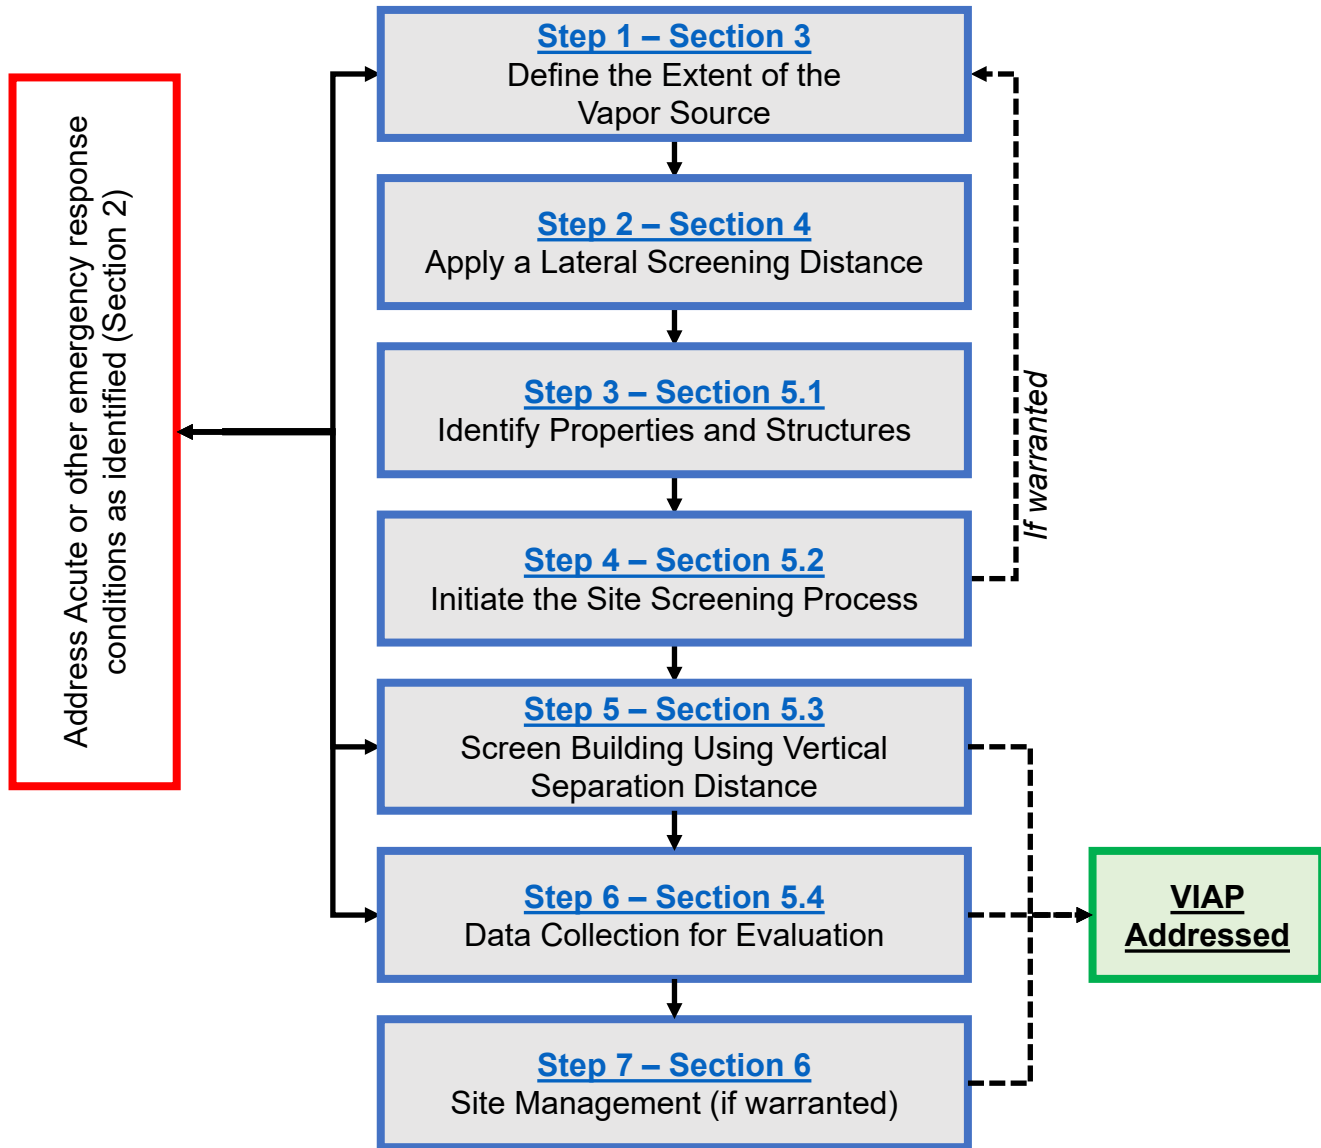 Address Acute or other emergency response
conditions as identified (Section 2)
Step 1 – Section 3
Define the Extent of the
Vapor Source
Step 2 – Section 4
Apply a Lateral Screening Distance
Step 3 – Section 5.1
Identify Properties and Structures
If warranted
Step 4 – Section 5.2
Initiate the Site Screening Process
Step 5 – Section 5.3
Screen Building Using Vertical
Separation Distance
Step 6 – Section 5.4
Data Collection for Evaluation
VIAP
Addressed
Step 7 – Section 6
Site Management (if warranted)